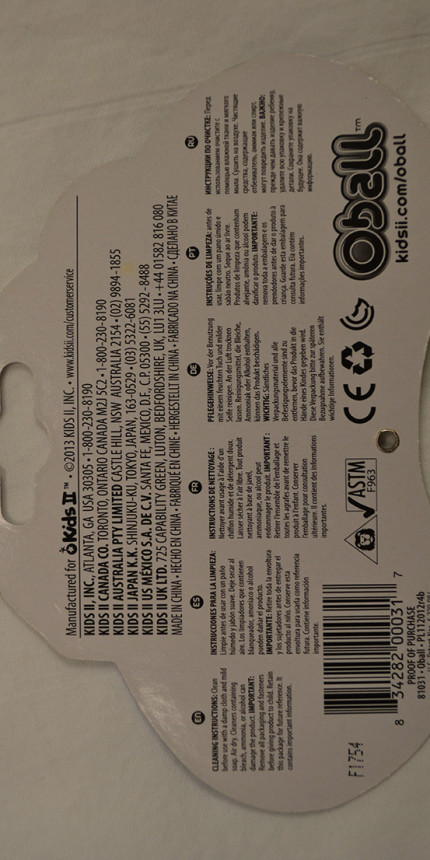 Manufactured for Kids II™ • ©2013 KIDS II, INC. • www.kidsii.com/customerservice
KIDS II, INC., ATLANTA, GA USA 30305 • 1-800-230-8190
KIDS II CANADA CO. TORONTO, ONTARIO CANADA M2J 5C2 • 1-800-230-8190
KIDS II AUSTRALIA PTY LIMITED CASTLE HILL, NSW AUSTRALIA 2154 • (02) 9894-1855
KIDS II JAPAN K.K. SHINJUKU-KU, TOKYO, JAPAN, 163-0529 • (03) 5322-6081
KIDS II US MÉXICO S.A. DE C.V. SANTA FE, MEXICO, D.F., C.P. 05300 • (55) 5292-8488
KIDS II UK LTD. 725 CAPABILITY GREEN, LUTON, BEDFORDSHIRE, UK, LU1 3LU • +44 01582 816 080
MADE IN CHINA • HECHO EN CHINA • FABRIQUÉ EN CHINE • HERGESTELLT IN CHINA • FABRICADO NA CHINA • СДЕЛАНО В КИТАЕ
EN
CLEANING INSTRUCTIONS: Clean
before use with a damp cloth and mild
soap. Air dry. Cleaners containing
bleach, ammonia, or alcohol can
damage the product. IMPORTANT:
Remove all packaging and fasteners
before giving product to child. Retain
this package for future reference. It
contains important information.
ES
INSTRUCCIONES PARA LA LIMPIEZA:
Limpie antes de usar con un paño
húmedo y jabón suave. Deje secar al
aire. Los limpiadores que contienen
blanqueador, amoníaco o alcohol
pueden dañar el producto.
IMPORTANTE: Retire toda la envoltura
y los sujetadores antes de entregar el
producto al niño. Conserve esta
envoltura para usarla como referencia
futura. Contiene información
importante.
FR
INSTRUCTIONS DE NETTOYAGE :
Nettoyez avant usage à l'aide d'un
chiffon humide et de détergent doux.
Laissez sécher à l'air libre. Tout produit
nettoyant à base de javel,
ammoniaque, ou alcool peut
endommager le produit. IMPORTANT :
Retirer l'ensemble de l'emballage et
toutes les agrafes avant de remettre le
produit à l'enfant. Conserver
l'emballage pour consultation
ultérieure. Il contient des informations
importantes.
DE
PFLEGEHINWEISE: Vor der Benutzung
mit einem feuchten Tuch und milder
Seife reinigen. An der Luft trocknen
lassen. Reinigungsmittel, die Bleiche,
Ammoniak oder Alkohol enthalten,
können das Produkt beschädigen.
WICHTIG: Sämtliches
Verpackungsmaterial und alle
Befestigungselemente sind zu
entfernen, bevor das Produkt in die
Hände eines Kindes gegeben wird.
Diese Verpackung bitte zur späteren
Bezugnahme aufbewahren. Sie enthält
wichtige Informationen.
PT
INSTRUÇÕES DE LIMPEZA: antes de
usar, limpe com um pano úmido e
sabão neutro. Seque ao ar livre.
Produtos de limpeza que contenham
alvejante, amônia ou álcool podem
danificar o produto. IMPORTANTE:
remova toda a embalagem e os
prendedores antes de dar o produto à
criança. Guarde esta embalagem para
consulta futura. Ela contém
informações importantes.
RU
ИНСТРУКЦИИ ПО ОЧИСТКЕ: Перед
использованием очистите с
помощью влажной ткани и мягкого
мыла. Сушить на воздухе. Чистящие
средства, содержащие
отбеливатель, аммиак или спирт,
могут повредить изделие. ВАЖНО:
прежде чем давать изделие ребенку,
удалите всю упаковку и крепежные
детали. Сохраните упаковку на
будущее. Она содержит важную
информацию.
F1754
8 34282 00031 7
PROOF OF PURCHASE
81031 • Oball • PL1120124b
ASTM
F963
CE
Oball™
kidsii.com/oball